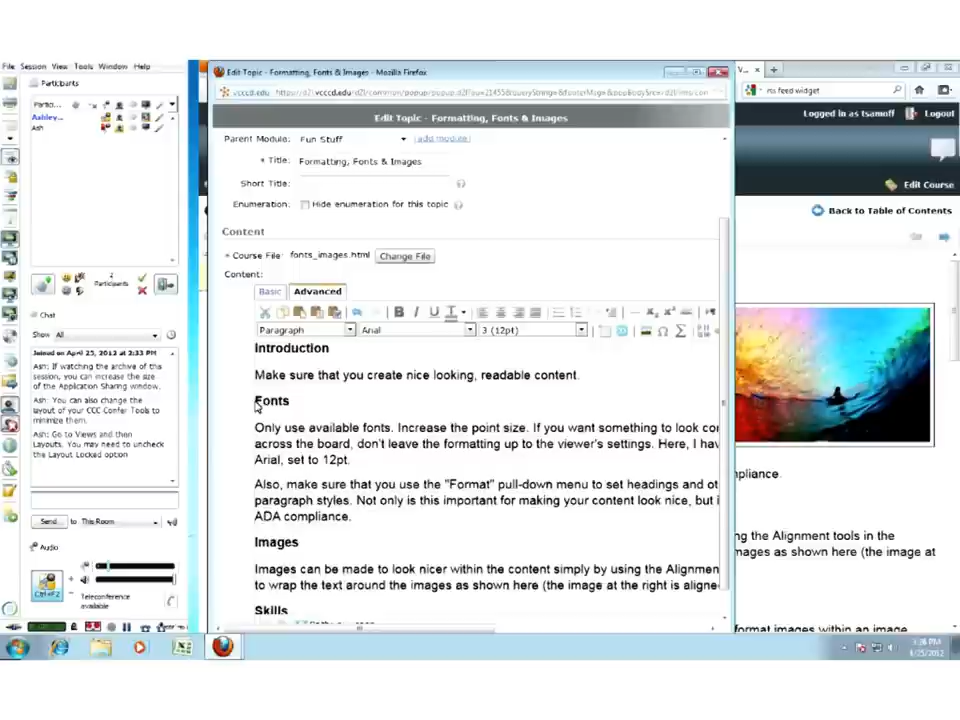 File Session View Tools Window Help
Participants
Partici...
Ashley...
Ash
2
Participants
Chat
Show All
Joined on April 25, 2012 at 2:33 PM
Ash: If watching the archive of this session, you can increase the size of the Application Sharing window.
Ash: You can also change the layout of your CCC Confer Tools to minimize them.
Ash: Go to Views and then Layouts. You may need to uncheck the Layout Locked option
Send to This Room
Audio
Ctrl+F2
Teleconference available
Edit Topic - Formatting, Fonts & Images - Mozilla Firefox
Edit Topic - Formatting, Fonts & Images
Parent Module: Fun Stuff [add module]
* Title: Formatting, Fonts & Images
Short Title:
Enumeration: Hide enumeration for this topic
Content
* Course File: fonts_images.html Change File
Content:
Basic Advanced
B I U T
Paragraph Arial 3 (12pt)
Introduction
Make sure that you create nice looking, readable content.
Fonts
Only use available fonts. Increase the point size. If you want something to look con
across the board, don't leave the formatting up to the viewer's settings. Here, I hav
Arial, set to 12pt.
Also, make sure that you use the "Format" pull-down menu to set headings and ot
paragraph styles. Not only is this important for making your content look nice, but i
ADA compliance.
Images
Images can be made to look nicer within the content simply by using the Alignmen
to wrap the text around the images as shown here (the image at the right is aligne
Skills
rss feed widget
Logged in as tsamoff Logout
Edit Course
Back to Table of Contents
mpliance.
ng the Alignment tools in the
mages as shown here (the image at
format images within an image
4/25/2012